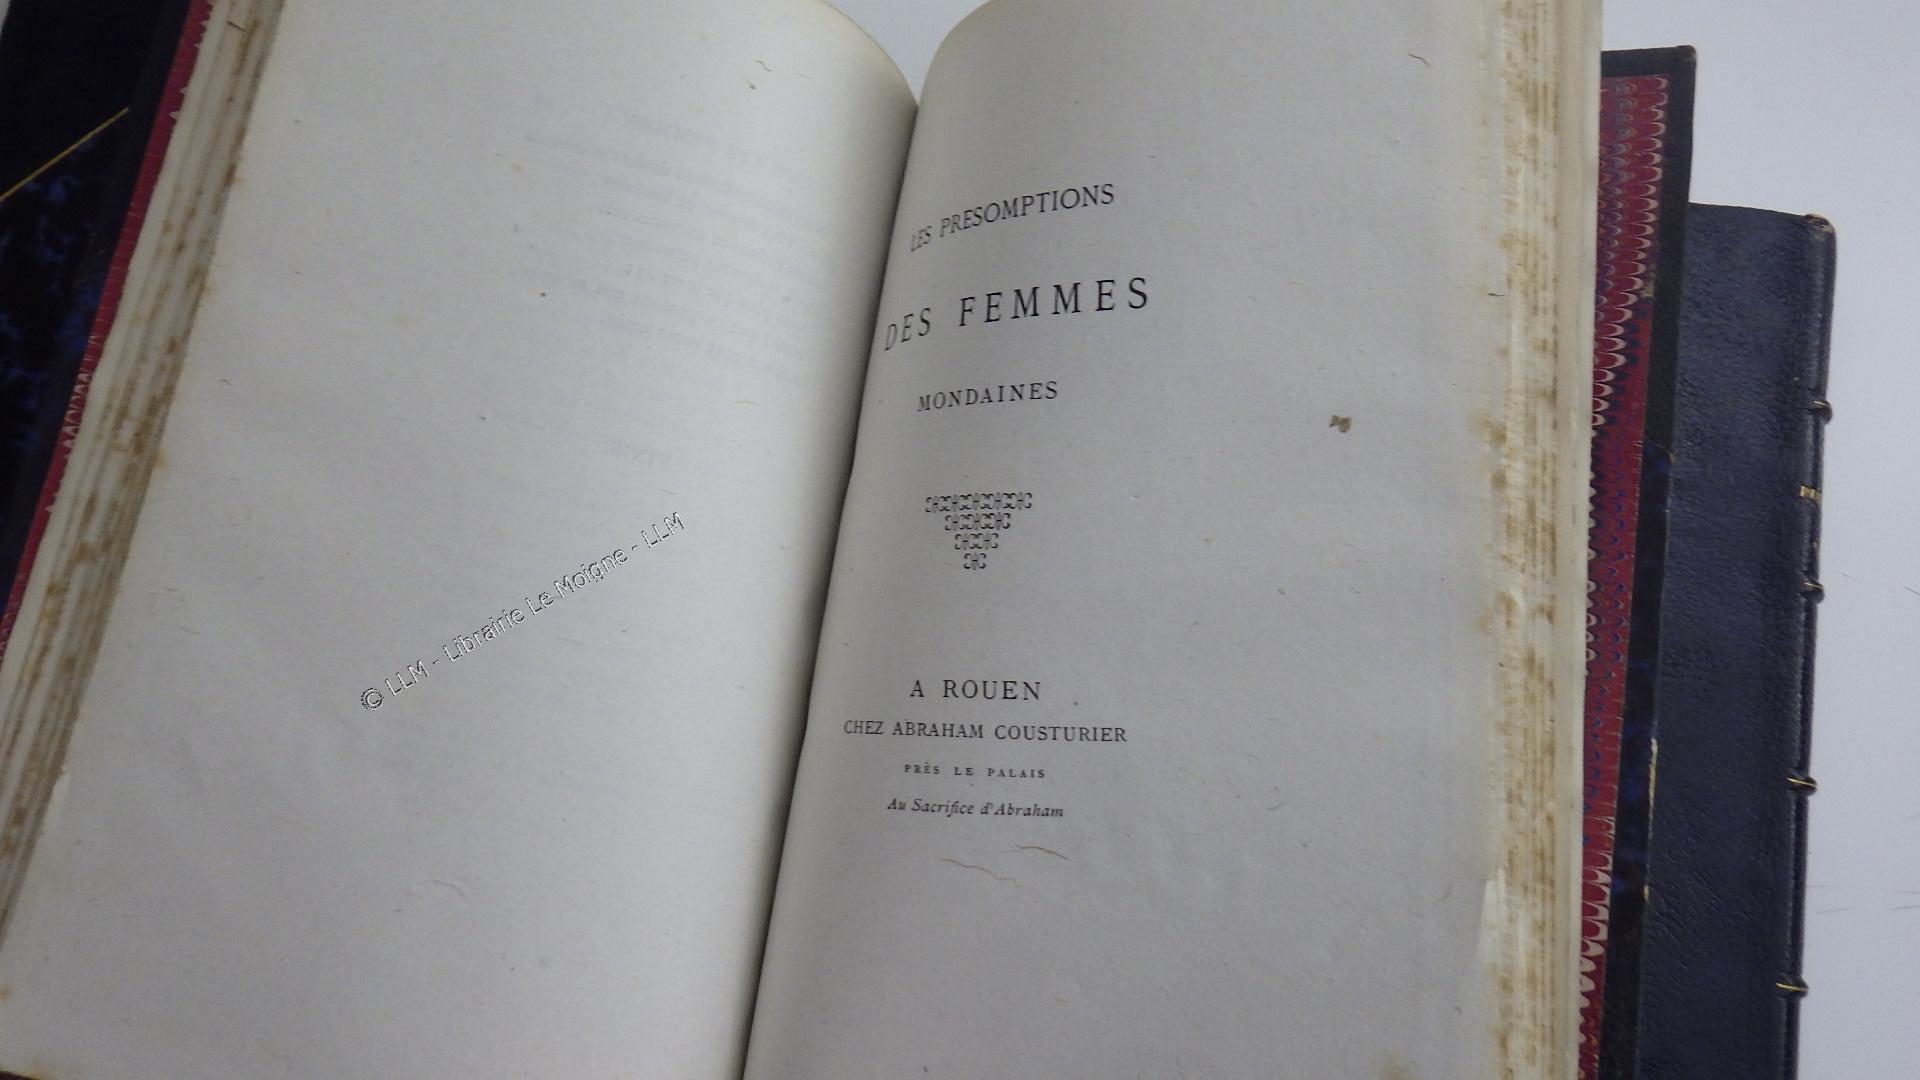 LES PRESOMPTIONS
DES FEMMES
MONDAINES
A ROUEN
CHEZ ABRAHAM COUSTURIER
PRÈS LE PALAIS
Au Sacrifice d'Abraham
© LLM - Librairie Le Moigne - LLM